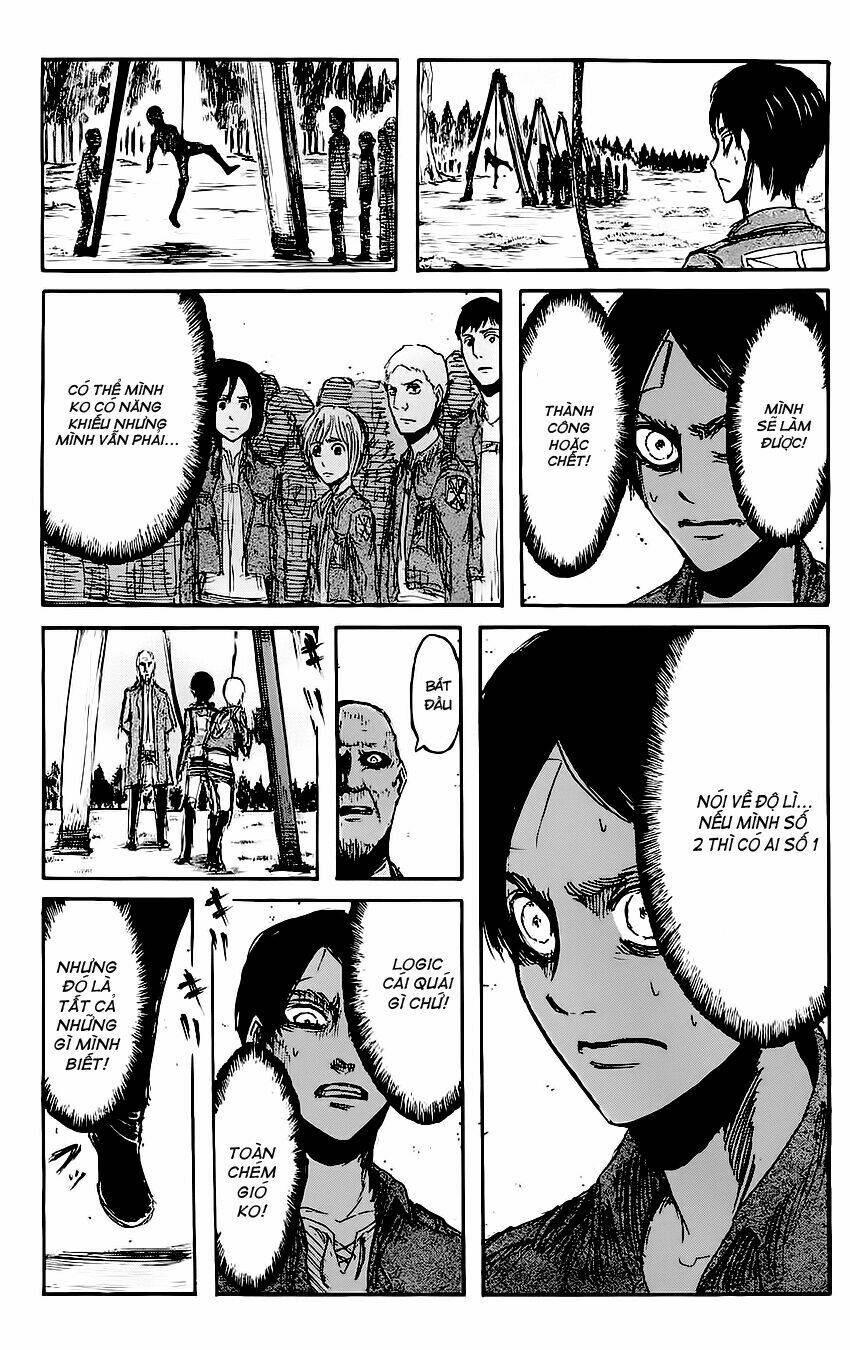 MÌNH
SẼ LÀM
ĐƯỢC!
THÀNH
CÔNG
HOẶC
CHẾT!
CÓ THỂ MÌNH
KO CÓ NĂNG
KHIẾU NHƯNG
MÌNH VẪN PHẢI...
NÓI VỀ ĐỘ LÌ...
NẾU MÌNH SỐ
2 THÌ CÓ AI SỐ 1
BẮT
ĐẦU
LOGIC
CÁI QUÁI
GÌ CHỨ!
TOÀN
CHÉM
GIÓ
KO!
NHƯNG
ĐÓ LÀ
TẤT CẢ
NHỮNG
GÌ MÌNH
BIẾT!